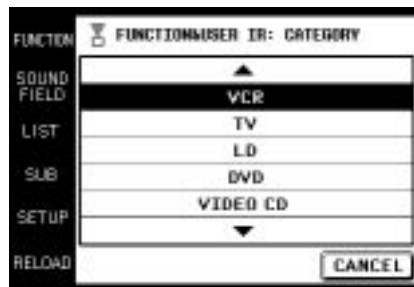 FUNCTION
FUNCTION&USER IR: CATEGORY
SOUND
FIELD
LIST
SUB
SETUP
RELOAD
VCR
TV
LD
DVD
VIDEO CD
CANCEL